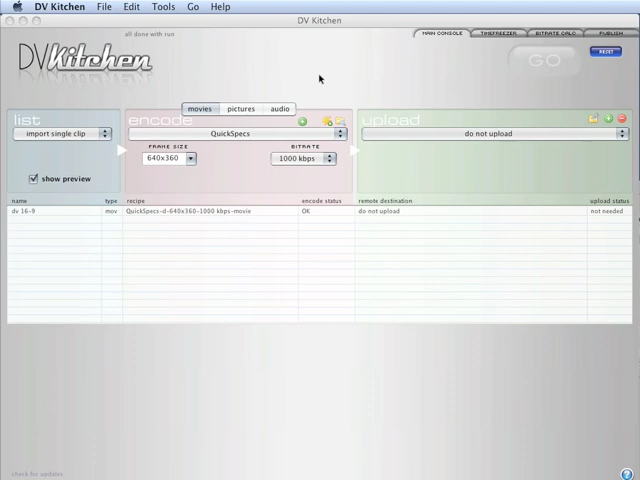 DV Kitchen File Edit Tools Go Help
DV Kitchen
all done with run
MAIN CONSOLE TIMEFREEZER BITRATE CALC PUBLISH
DVKitchen
GO
RESET
movies pictures audio
list encode upload
import single clip QuickSpecs do not upload
FRAME SIZE BITRATE
640x360 1000 kbps
show preview
name type recipe encode status remote destination upload status
dv 16-9 mov QuickSpecs-d-640x360-1000 kbps-movie OK do not upload not needed
check for updates
?